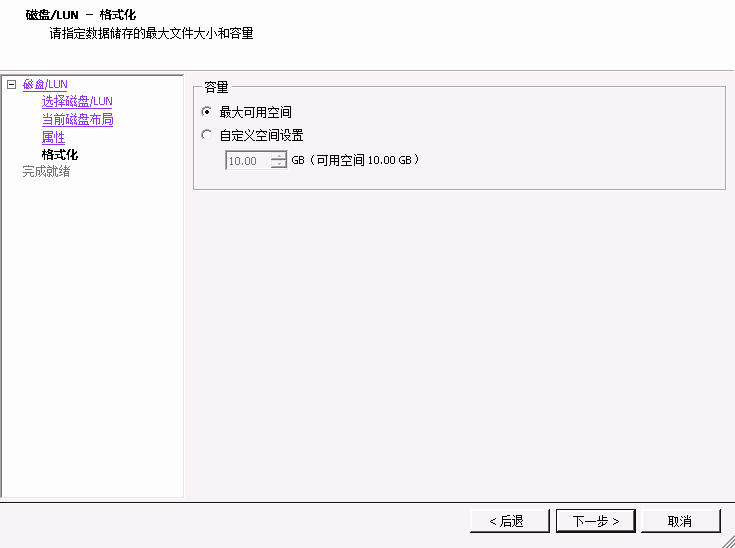 磁盘/LUN - 格式化
请指定数据储存的最大文件大小和容量
磁盘/LUN
选择磁盘/LUN
当前磁盘布局
属性
格式化
完成就绪
容量
最大可用空间
自定义空间设置
10.00 GB（可用空间 10.00 GB）
< 后退 下一步 > 取消